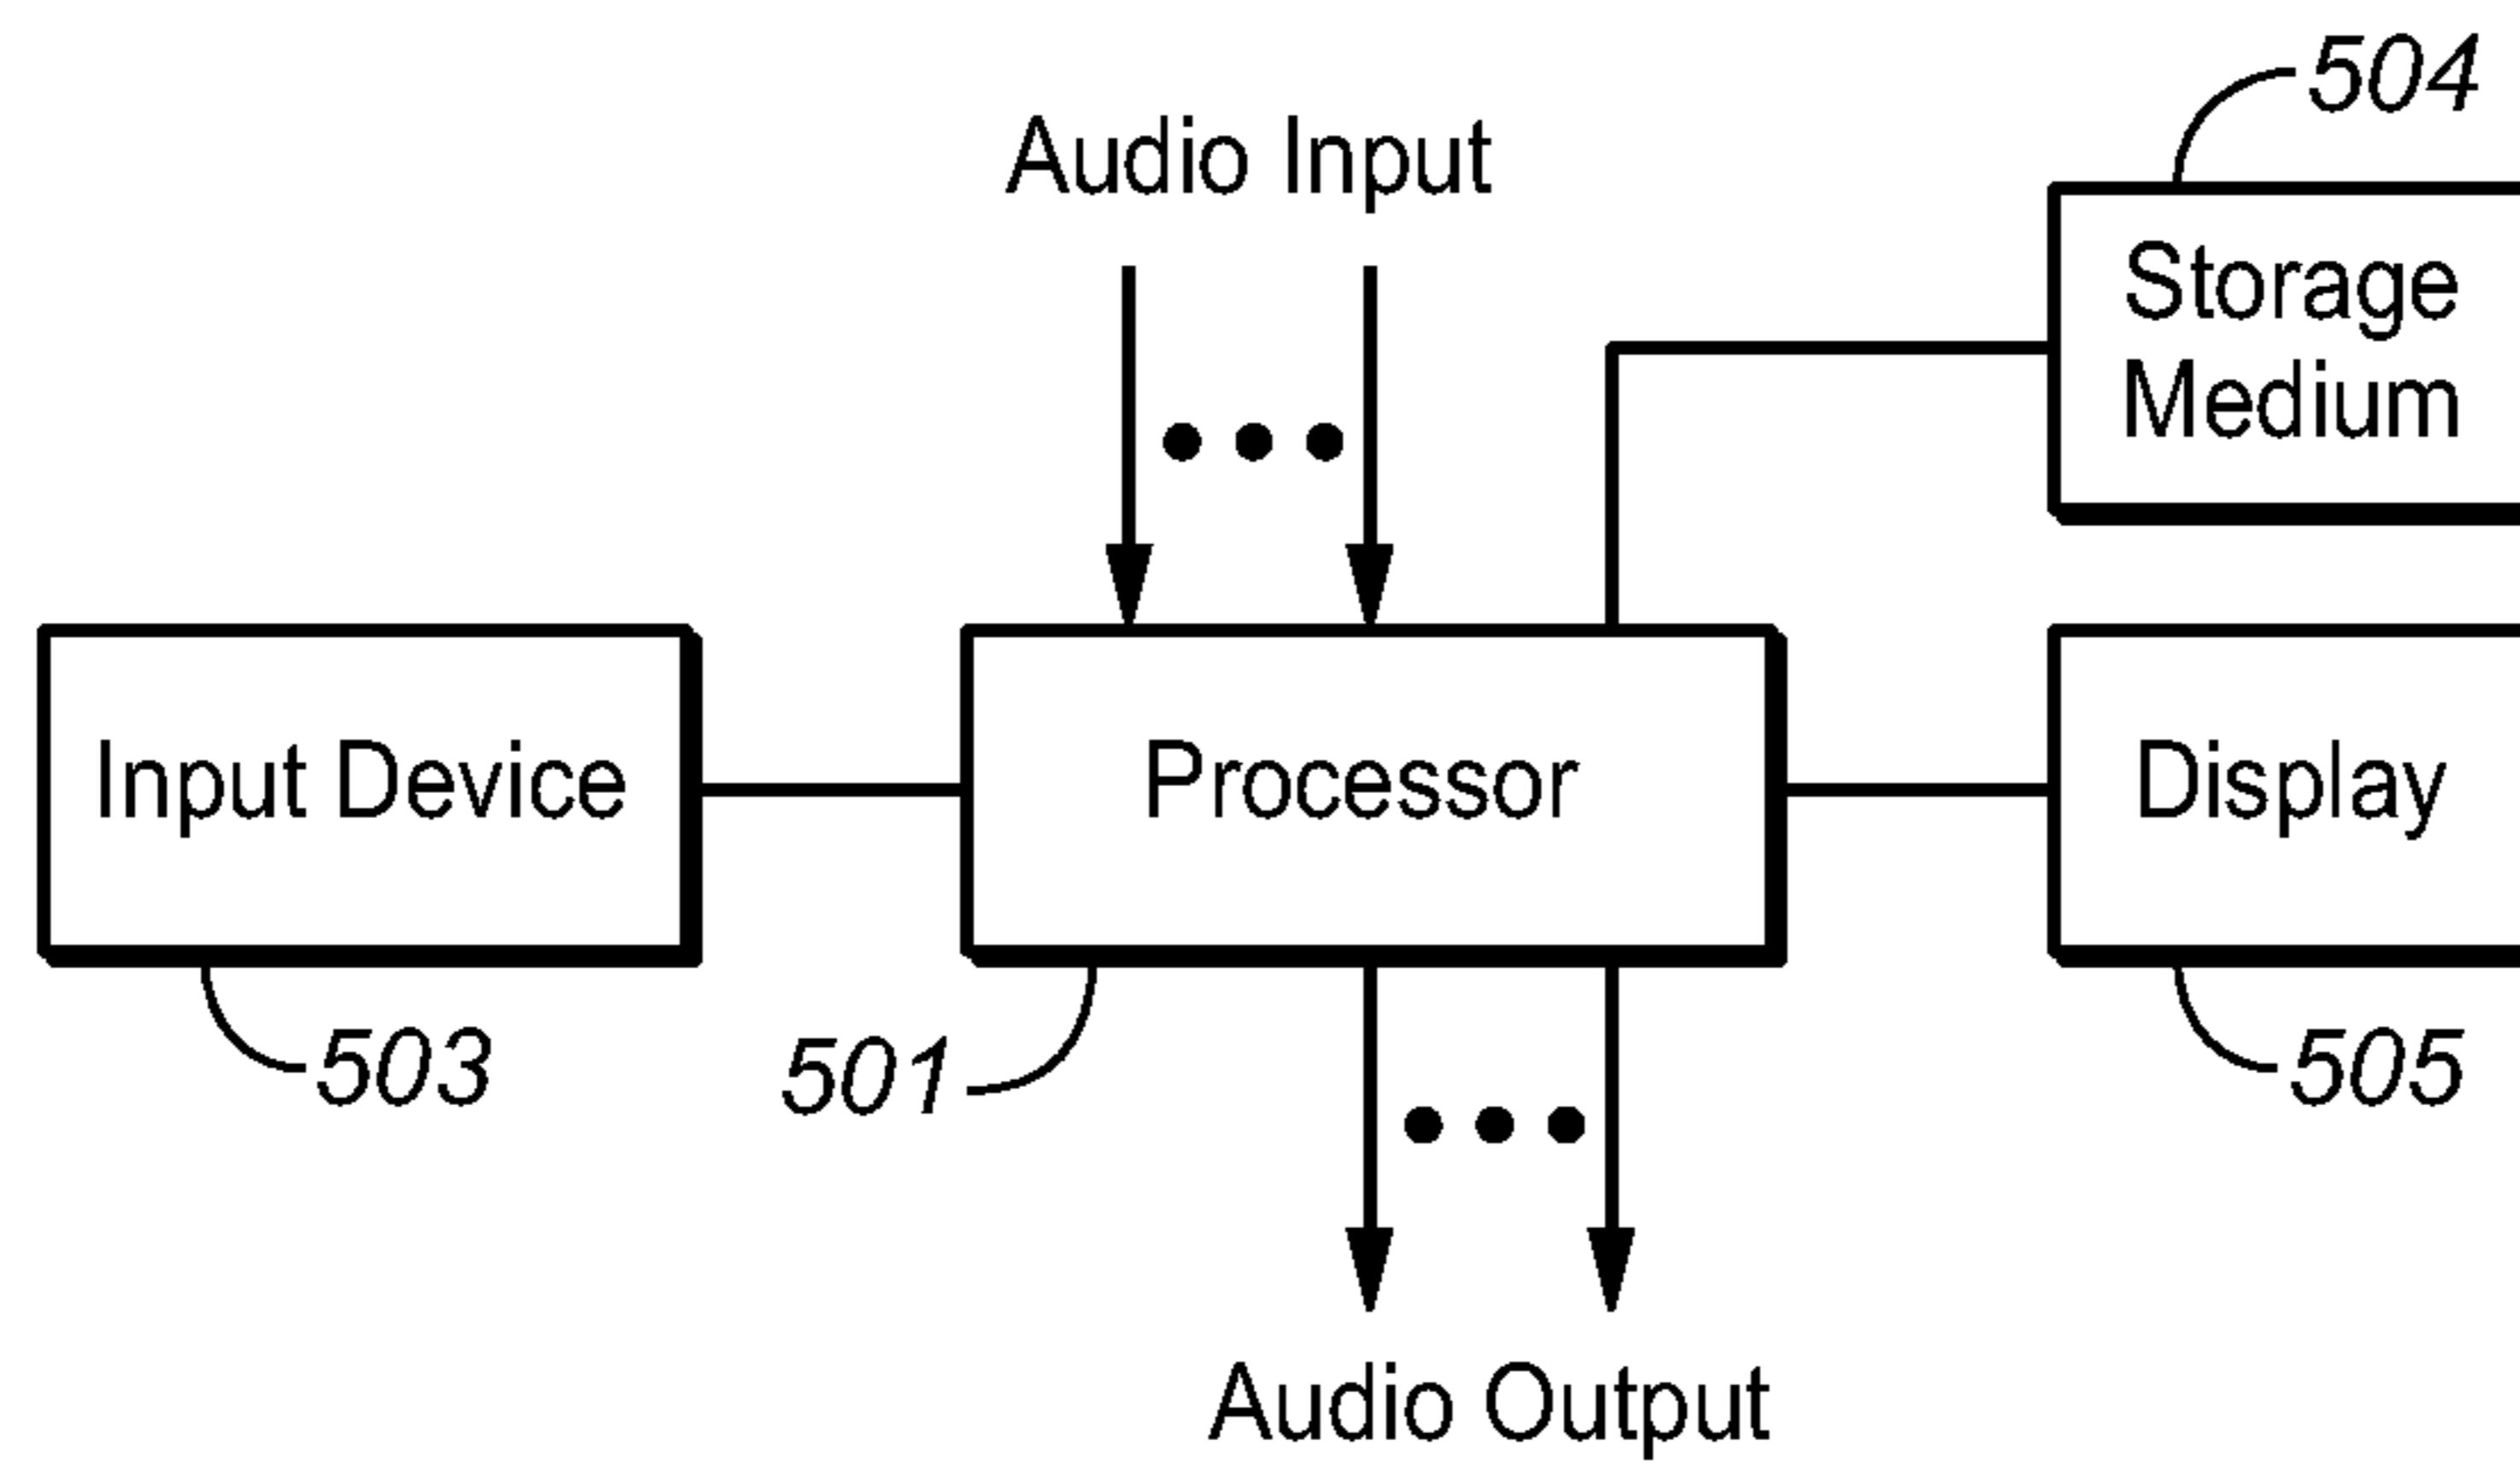 504
Audio Input
Storage
Medium
Input Device
Processor
Display
503
501
505
Audio Output